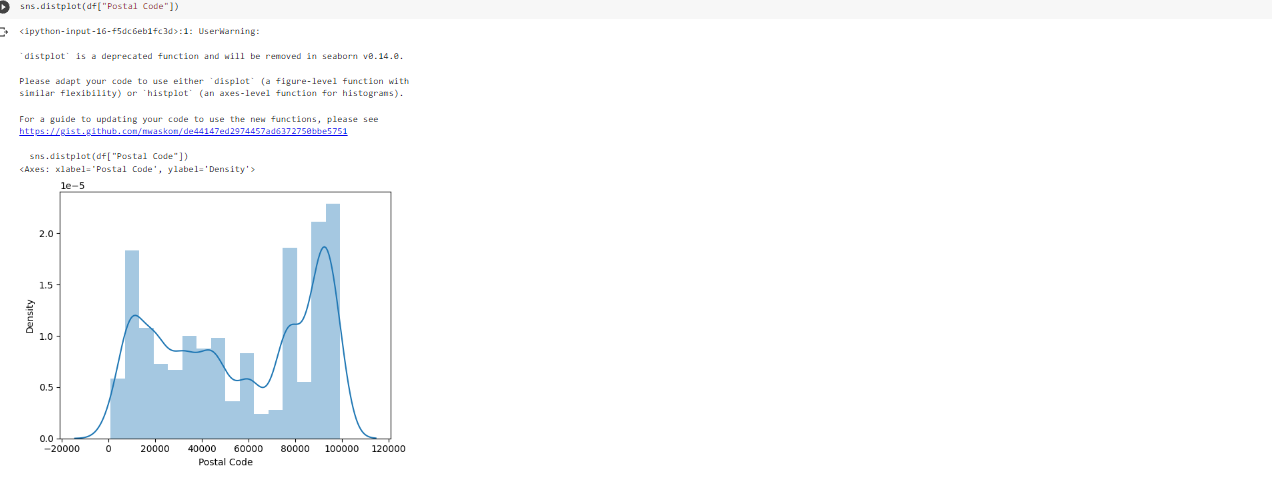 sns.distplot(df["Postal Code"])
<ipython-input-16-f5dc6eb1fc3d>:1: UserWarning:
`distplot` is a deprecated function and will be removed in seaborn v0.14.0.
Please adapt your code to use either `displot` (a figure-level function with
similar flexibility) or `histplot` (an axes-level function for histograms).
For a guide to updating your code to use the new functions, please see
https://gist.github.com/mwaskom/de44147ed2974457ad6372750bbe5751
sns.distplot(df["Postal Code"])
<Axes: xlabel='Postal Code', ylabel='Density'>
1e−5
2.0
1.5
1.0
0.5
0.0
Density
−20000 0 20000 40000 60000 80000 100000 120000
Postal Code